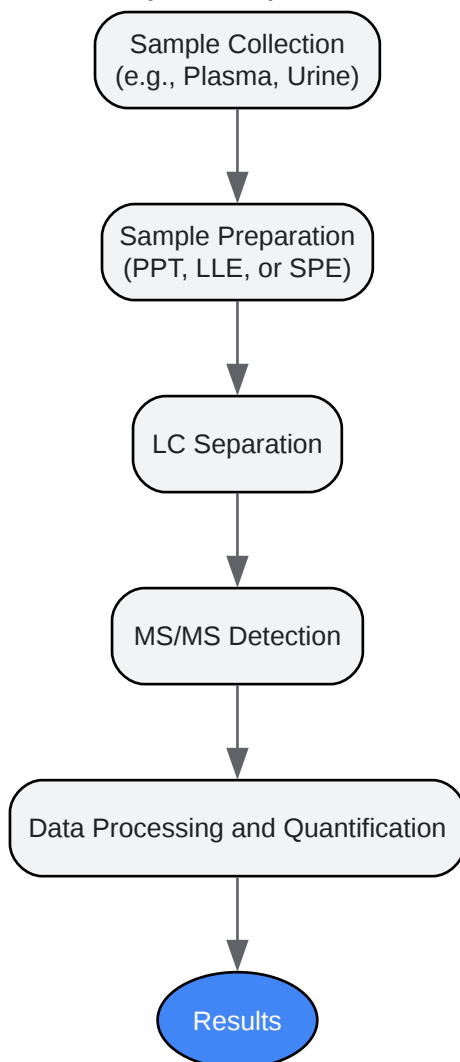 Sample Collection
(e.g., Plasma, Urine)
Sample Preparation
(PPT, LLE, or SPE)
LC Separation
MS/MS Detection
Data Processing and Quantification
Results